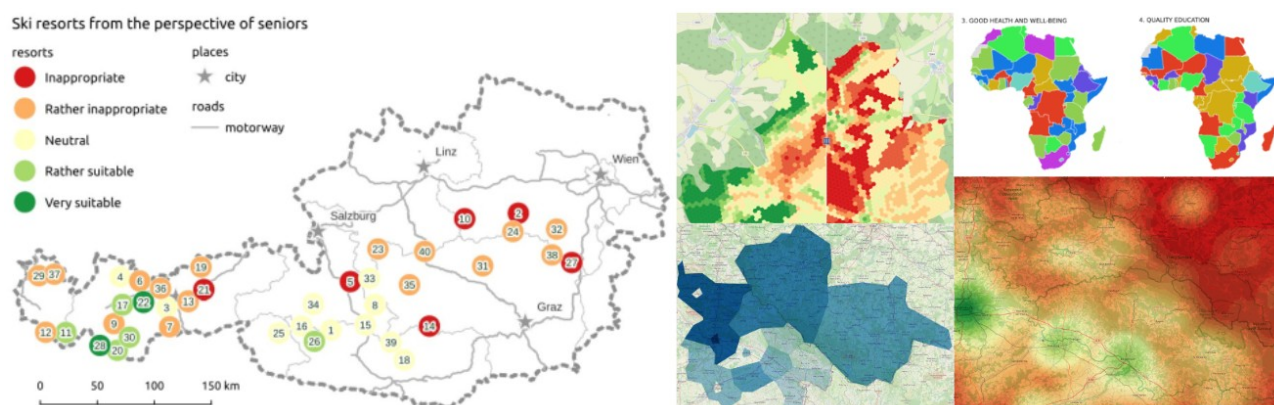 Ski resorts from the perspective of seniors
resorts
Inappropriate
Rather inappropriate
Neutral
Rather suitable
Very suitable
places
city
roads
motorway
Linz
Wien
Salzburg
Graz
10
2
24
32
38
27
23
40
31
5
33
35
8
34
14
16
15
25
1
26
39
18
29
37
4
6
19
36
21
17
22
13
3
9
7
12
11
30
28
20
0 50 100 150 km
3. GOOD HEALTH AND WELL-BEING
4. QUALITY EDUCATION